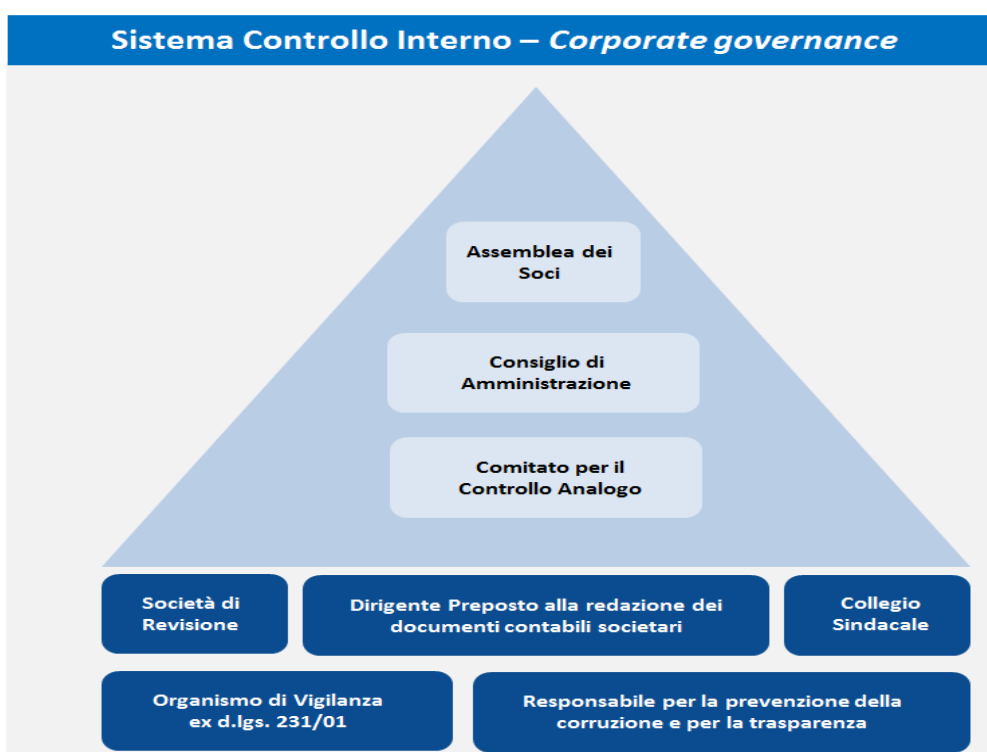 Sistema Controllo Interno – Corporate governance
Assemblea dei
Soci
Consiglio di
Amministrazione
Comitato per il
Controllo Analogo
Società di
Revisione
Dirigente Preposto alla redazione dei
documenti contabili societari
Collegio
Sindacale
Organismo di Vigilanza
ex d.lgs. 231/01
Responsabile per la prevenzione della
corruzione e per la trasparenza